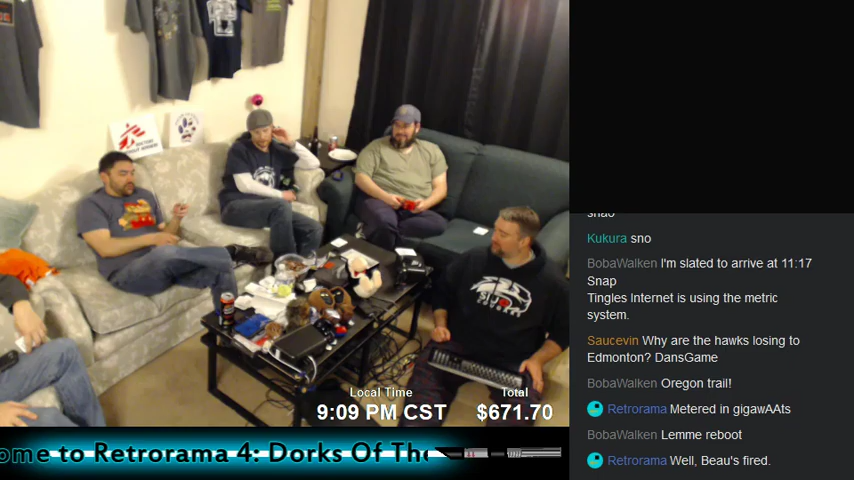 Local Time
Total
9:09 PM CST
$671.70
ome to Retrorama 4: Dorks Of The
snao
Kukura sno
BobaWalken I'm slated to arrive at 11:17
Snap
Tingles Internet is using the metric
system.
Saucevin Why are the hawks losing to
Edmonton? DansGame
BobaWalken Oregon trail!
Retrorama Metered in gigawAAts
BobaWalken Lemme reboot
Retrorama Well, Beau's fired.